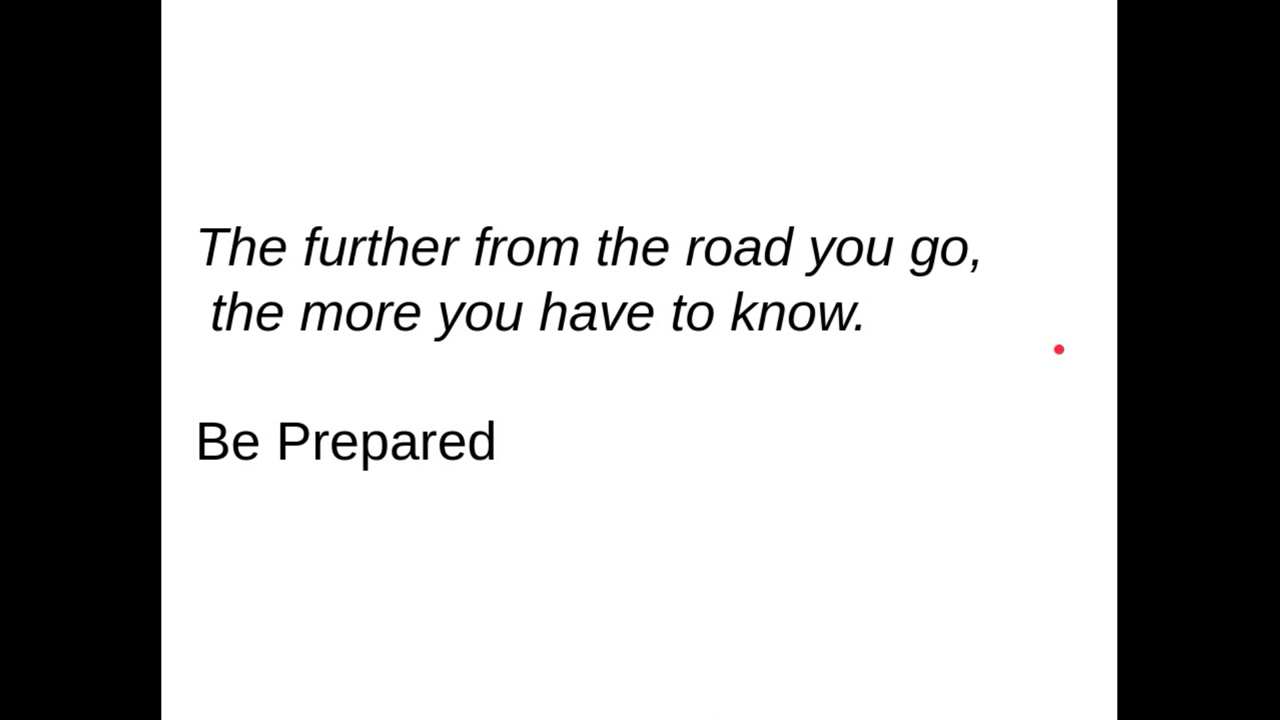 The further from the road you go,
the more you have to know.
Be Prepared